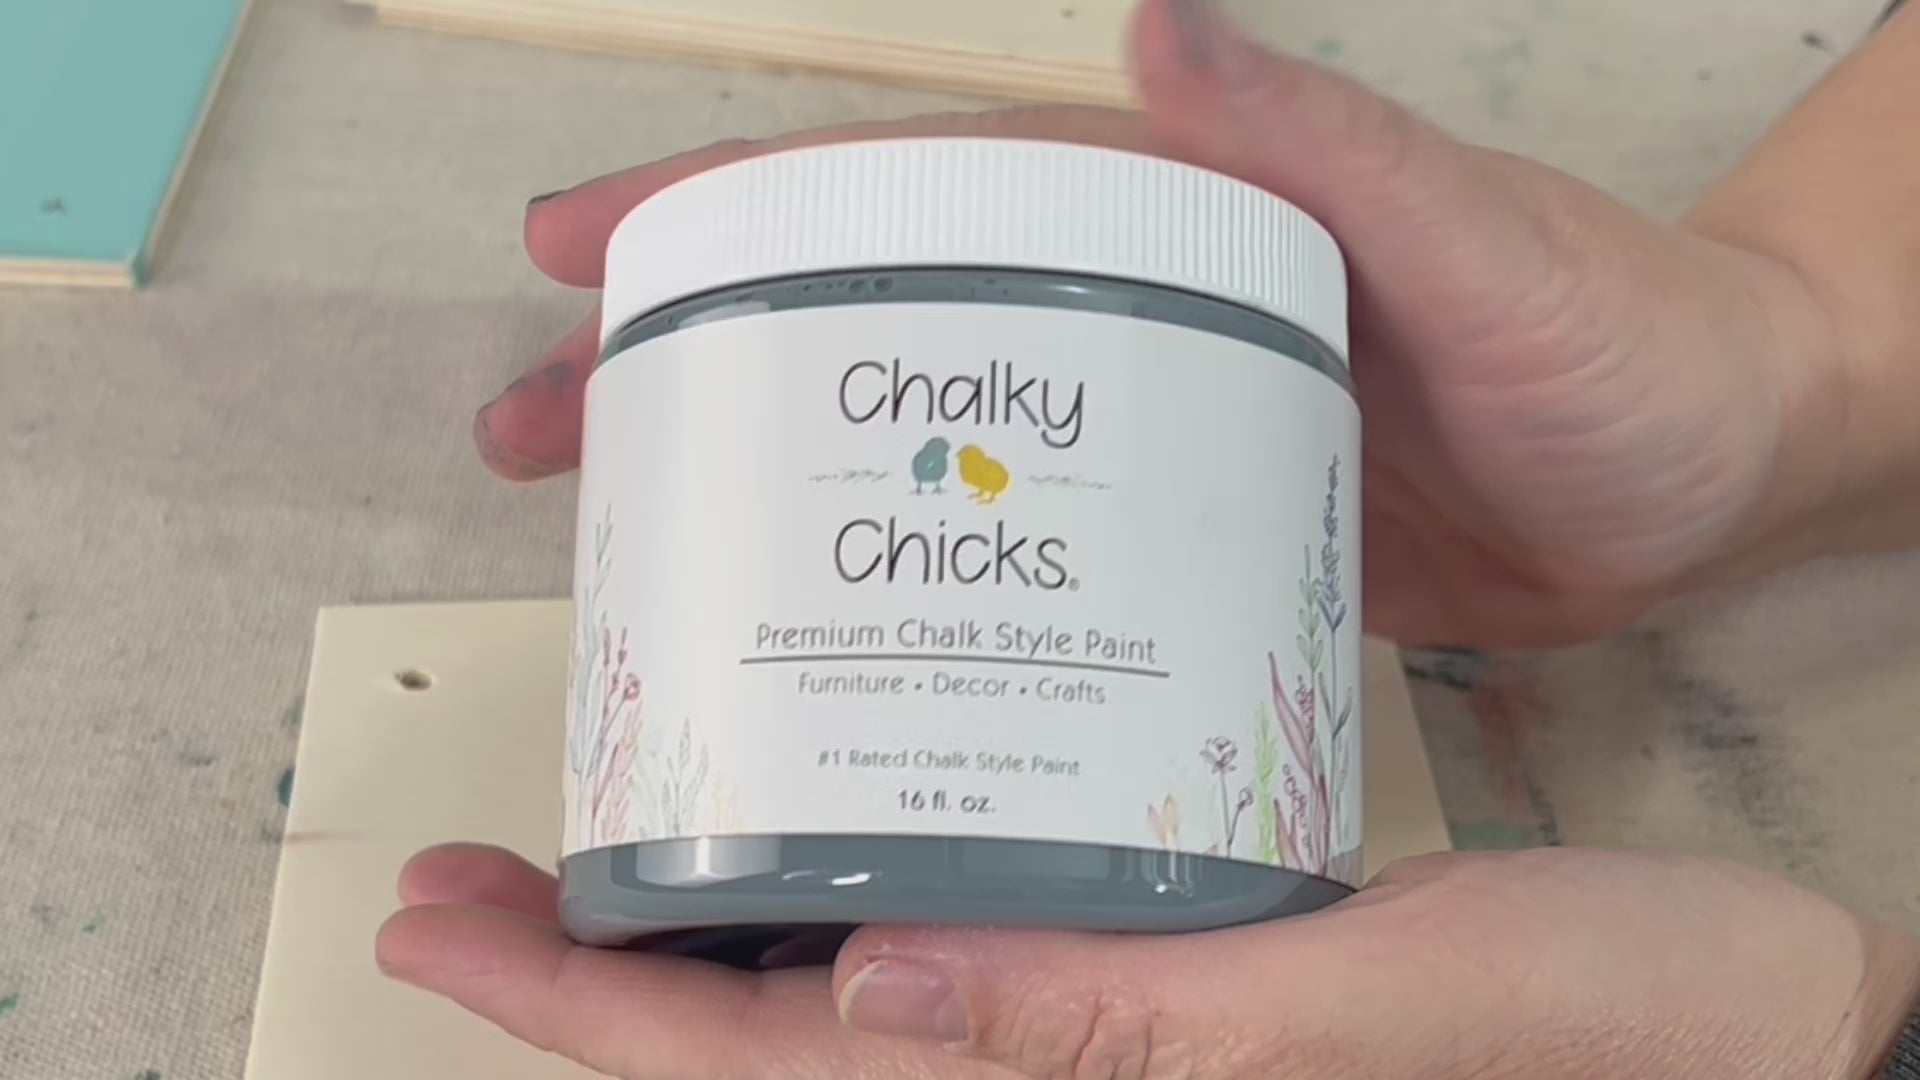 Chalky
Chicks®
Premium Chalk Style Paint
Furniture • Decor • Crafts
#1 Rated Chalk Style Paint
16 fl. oz.